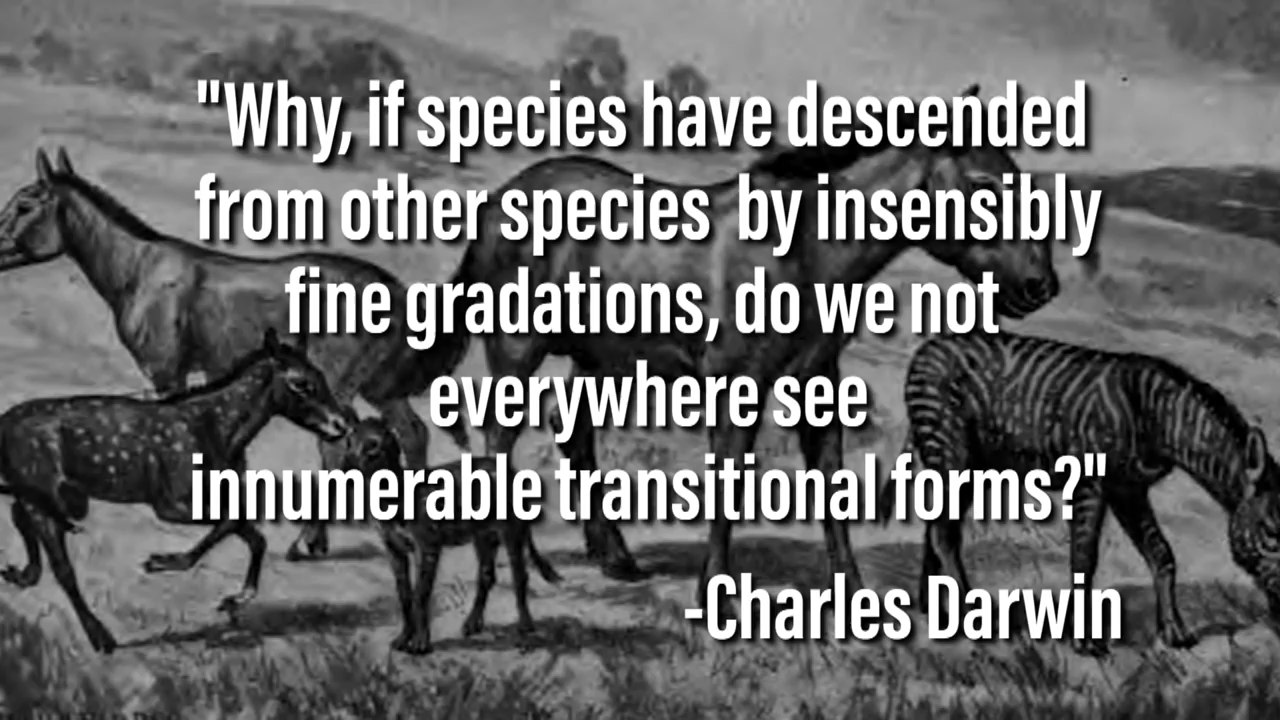 "Why, if species have descended
from other species by insensibly
fine gradations, do we not
everywhere see
innumerable transitional forms?"
-Charles Darwin